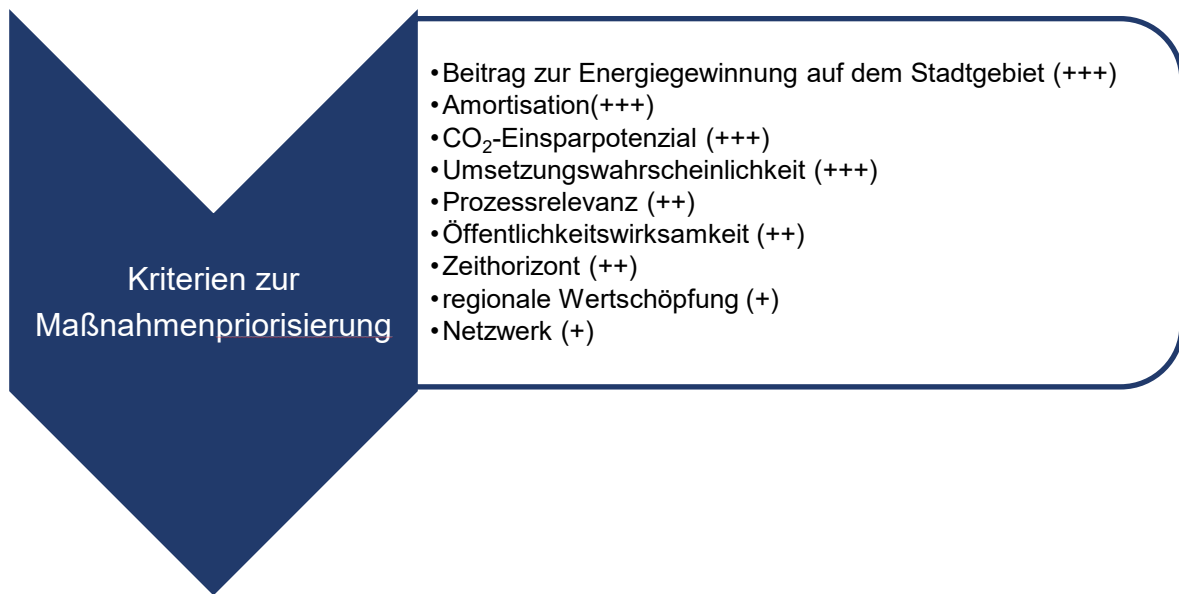 Kriterien zur
Maßnahmenpriorisierung
•Beitrag zur Energiegewinnung auf dem Stadtgebiet (+++)
•Amortisation(+++)
•CO₂-Einsparpotenzial (+++)
•Umsetzungswahrscheinlichkeit (+++)
•Prozessrelevanz (++)
•Öffentlichkeitswirksamkeit (++)
•Zeithorizont (++)
•regionale Wertschöpfung (+)
•Netzwerk (+)